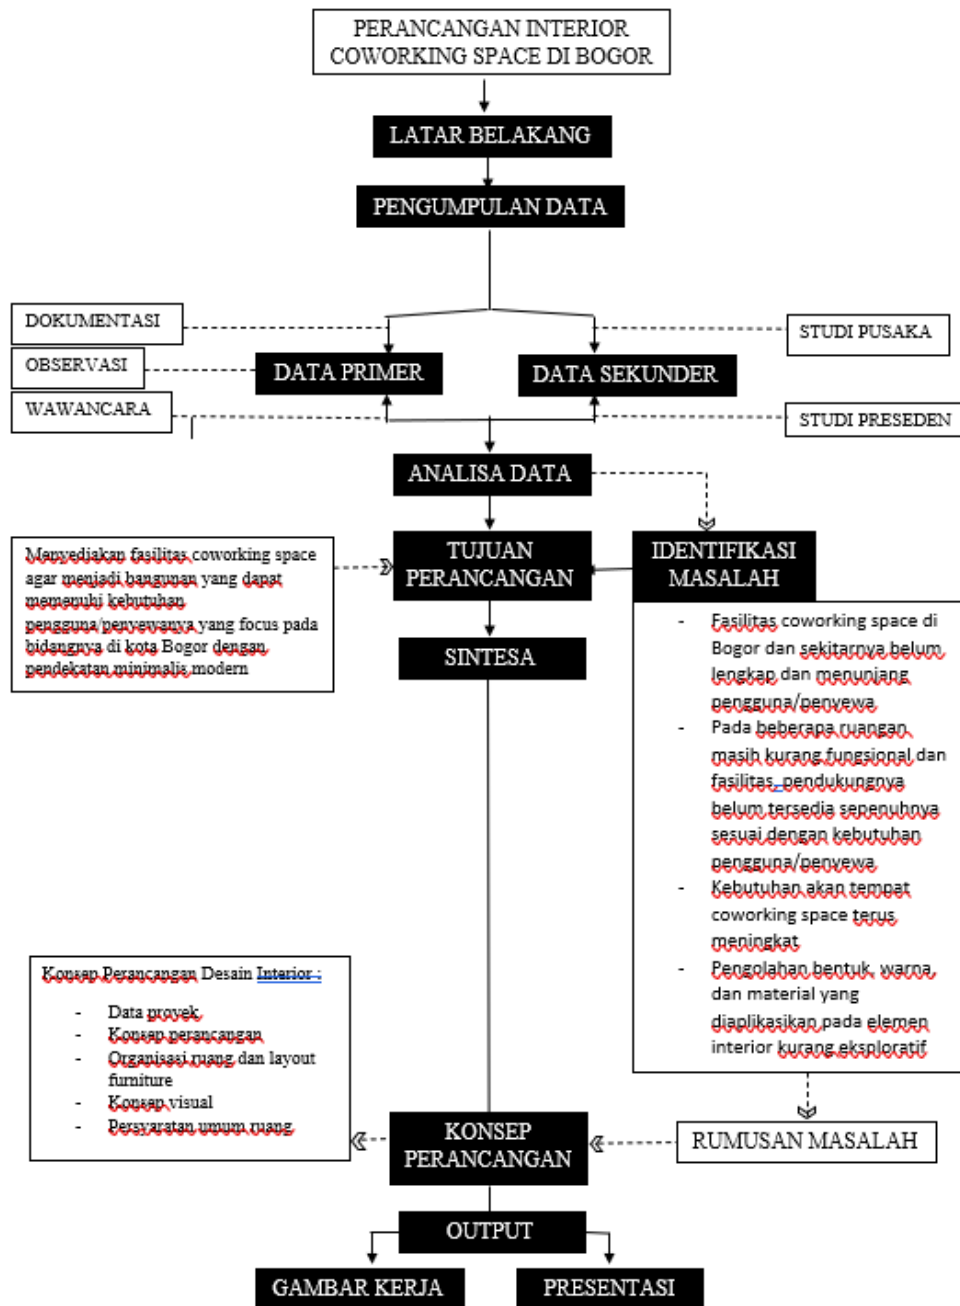 PERANCANGAN INTERIOR
COWORKING SPACE DI BOGOR
LATAR BELAKANG
PENGUMPULAN DATA
DOKUMENTASI
OBSERVASI
WAWANCARA
DATA PRIMER
DATA SEKUNDER
STUDI PUSAKA
STUDI PRESEDEN
ANALISA DATA
Menyediakan fasilitas coworking space
agar menjadi bangunan yang dapat
memenuhi kebutuhan
pengguna/penyewanya yang focus pada
bidangnya di kota Bogor dengan
pendekatan minimalis modern
TUJUAN
PERANCANGAN
IDENTIFIKASI
MASALAH
SINTESA
- Fasilitas coworking space di
Bogor dan sekitarnya belum
lengkap dan menunjang
pengguna/penyewa
- Pada beberapa ruangan
masih kurang fungsional dan
fasilitas pendukungnya
belum tersedia sepenuhnya
sesuai dengan kebutuhan
pengguna/penyewa
- Kebutuhan akan tempat
coworking space terus
meningkat
- Pengolahan bentuk, warna,
dan material yang
diaplikasikan pada elemen
interior kurang eksploratif
Konsep Perancangan Desain Interior :
- Data proyek
- Konsep perancangan
- Organisasi ruang dan layout
furniture
- Konsep visual
- Persyaratan umum ruang
KONSEP
PERANCANGAN
RUMUSAN MASALAH
OUTPUT
GAMBAR KERJA
PRESENTASI